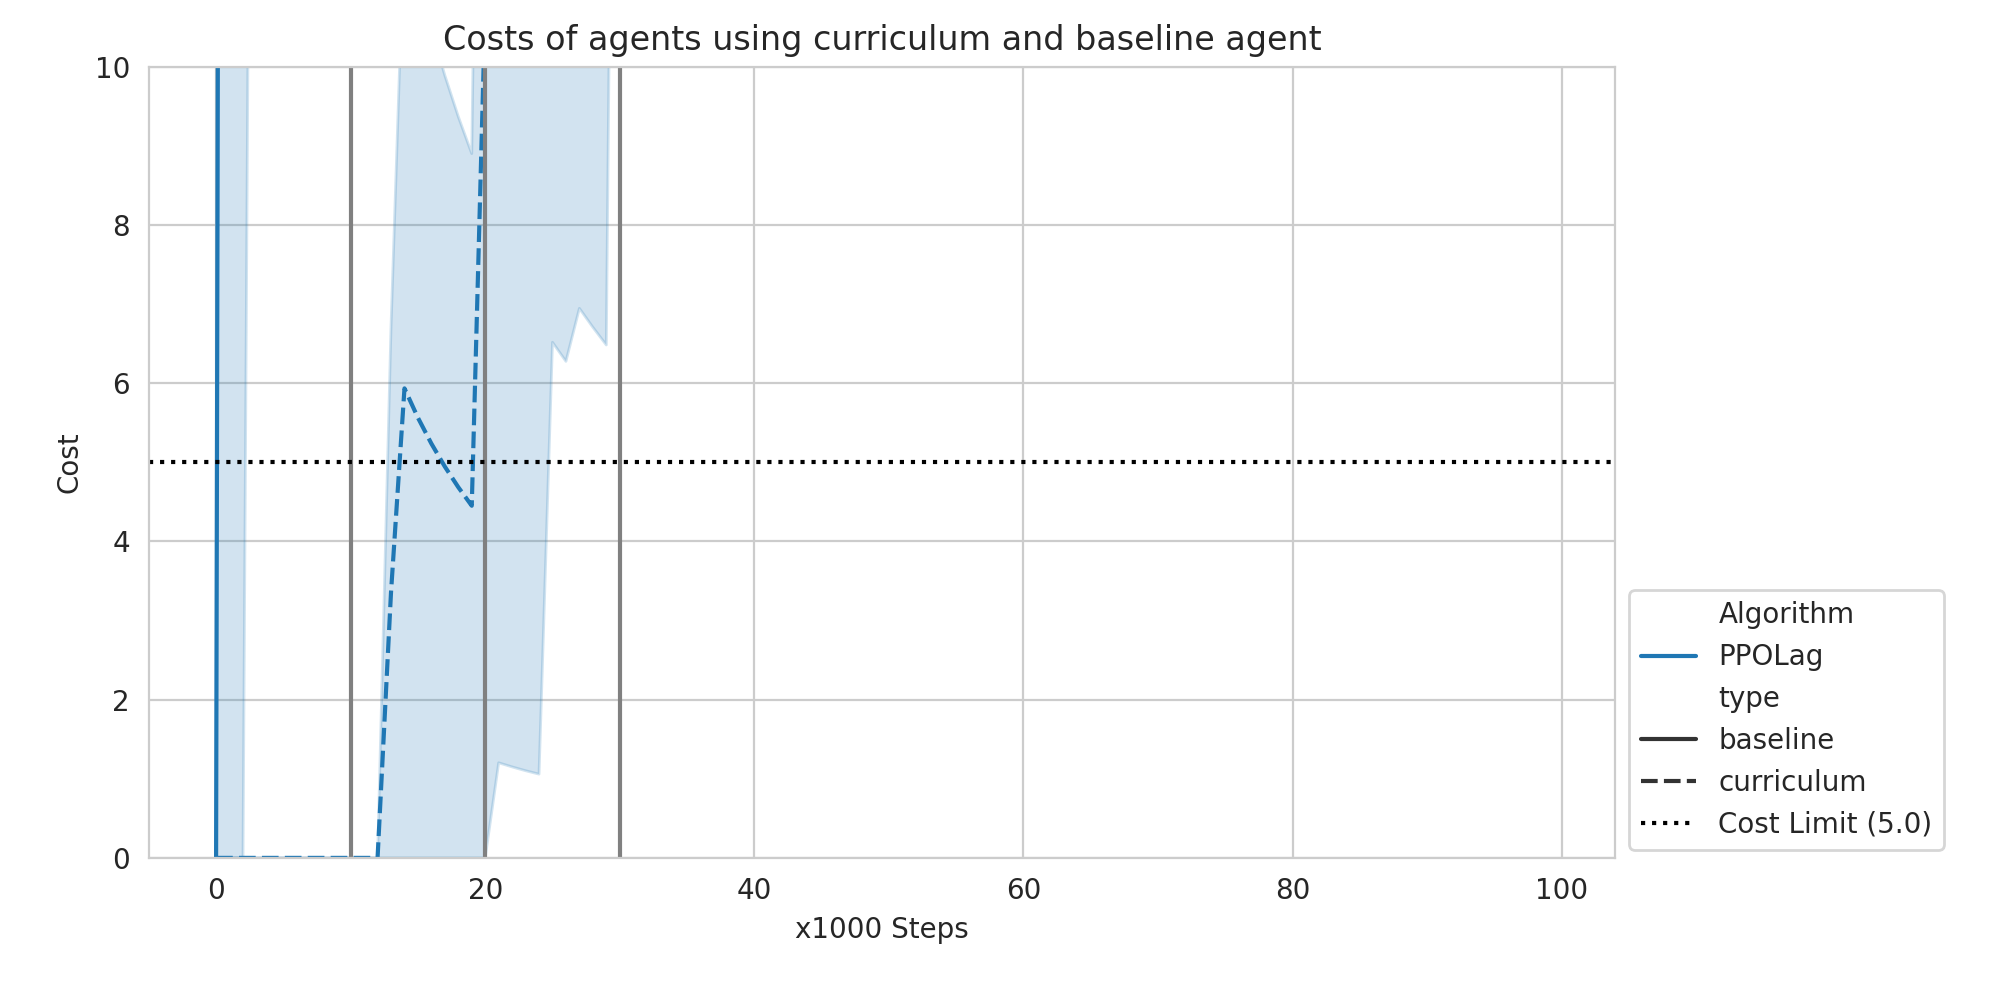 Costs of agents using curriculum and baseline agent
10
8
6
4
2
0
Cost
0 20 40 60 80 100
x1000 Steps
Algorithm
PPOLag
type
baseline
curriculum
Cost Limit (5.0)